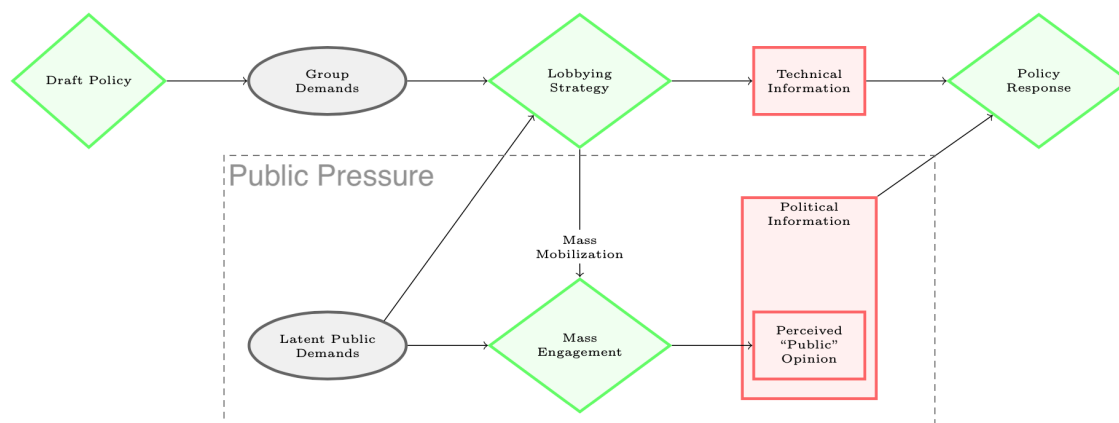 Draft Policy
Group
Demands
Lobbying
Strategy
Technical
Information
Policy
Response
Public Pressure
Political
Information
Mass
Mobilization
Latent Public
Demands
Mass
Engagement
Perceived
“Public”
Opinion